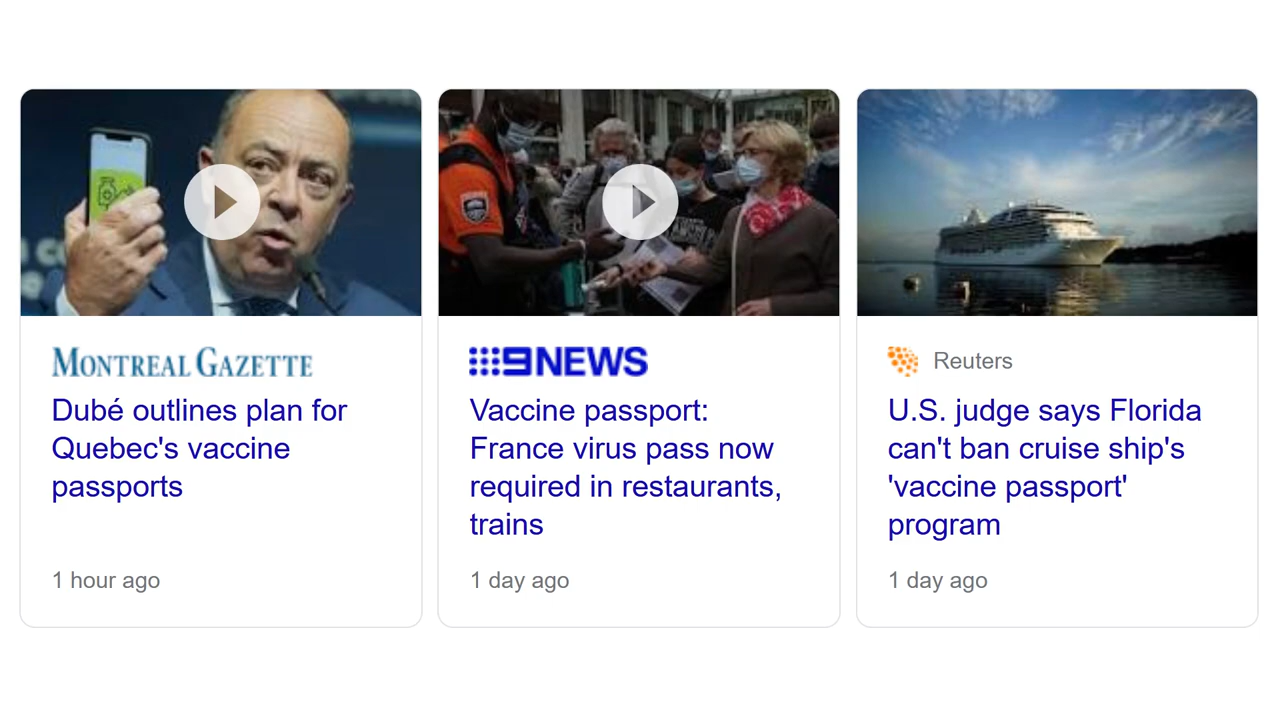 MONTREAL GAZETTE
Dubé outlines plan for
Quebec's vaccine
passports
1 hour ago
9NEWS
Vaccine passport:
France virus pass now
required in restaurants,
trains
1 day ago
Reuters
U.S. judge says Florida
can't ban cruise ship's
'vaccine passport'
program
1 day ago